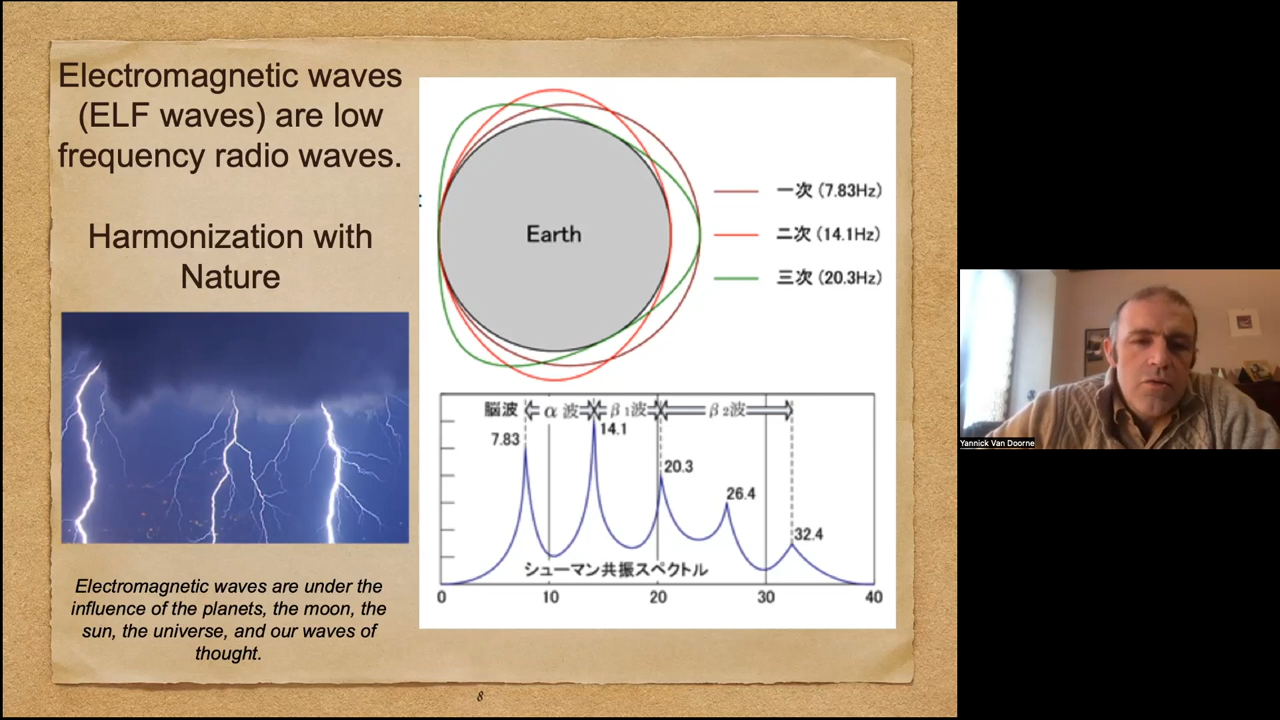 Electromagnetic waves
(ELF waves) are low
frequency radio waves.
Harmonization with
Nature
Electromagnetic waves are under the
influence of the planets, the moon, the
sun, the universe, and our waves of
thought.
:
Earth
一次 (7.83Hz)
二次 (14.1Hz)
三次 (20.3Hz)
脳波 α波 β1波 β2波
7.83
14.1
20.3
26.4
32.4
シューマン共振スペクトル
0 10 20 30 40
8
Yannick Van Doorne